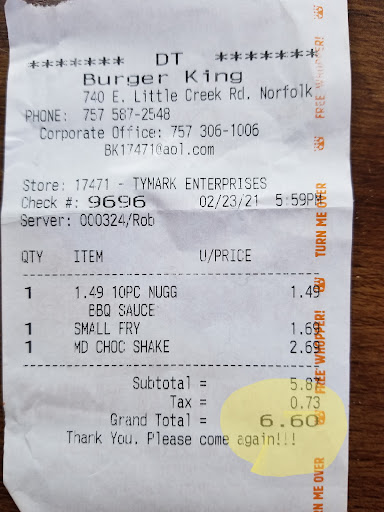 ******* DT *******
Burger King
740 E. Little Creek Rd. Norfolk
PHONE: 757 587-2548
Corporate Office: 757 306-1006
BK17471@aol.com
Store: 17471 - TYMARK ENTERPRISES
Check #: 9696 02/23/21 5:59PM
Server: 000324/Rob
QTY ITEM U/PRICE
1 1.49 10PC NUGG 1.49
BBQ SAUCE
1 SMALL FRY 1.69
1 MD CHOC SHAKE 2.69
Subtotal = 5.87
Tax = 0.73
Grand Total = 6.60
Thank You. Please come again!!!
FREE WHOPPER!
TURN ME OVER
FREE WHOPPER!
RN ME OVER